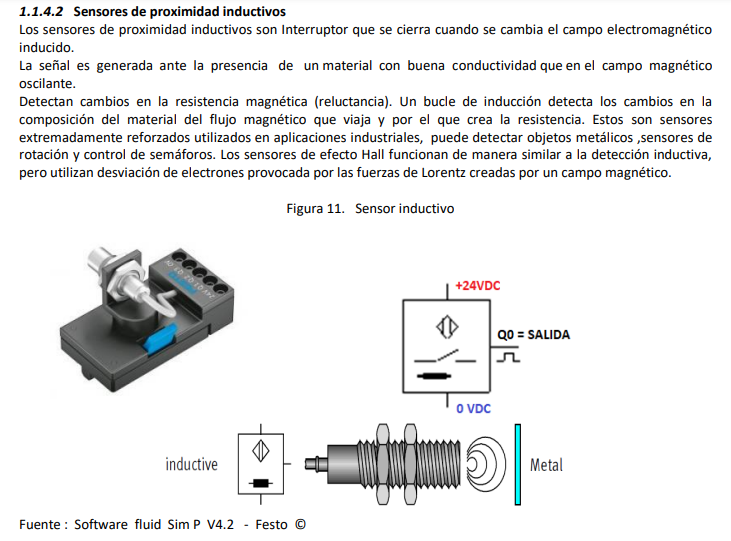 1.1.4.2 Sensores de proximidad inductivos
Los sensores de proximidad inductivos son Interruptor que se cierra cuando se cambia el campo electromagnético
inducido.
La señal es generada ante la presencia de un material con buena conductividad que en el campo magnético
oscilante.
Detectan cambios en la resistencia magnética (reluctancia). Un bucle de inducción detecta los cambios en la
composición del material del flujo magnético que viaja y por el que crea la resistencia. Estos son sensores
extremadamente reforzados utilizados en aplicaciones industriales, puede detectar objetos metálicos ,sensores de
rotación y control de semáforos. Los sensores de efecto Hall funcionan de manera similar a la detección inductiva,
pero utilizan desviación de electrones provocada por las fuerzas de Lorentz creadas por un campo magnético.
Figura 11. Sensor inductivo
+24VDC
Q0 = SALIDA
0 VDC
inductive
Metal
Fuente : Software fluid Sim P V4.2 - Festo ©